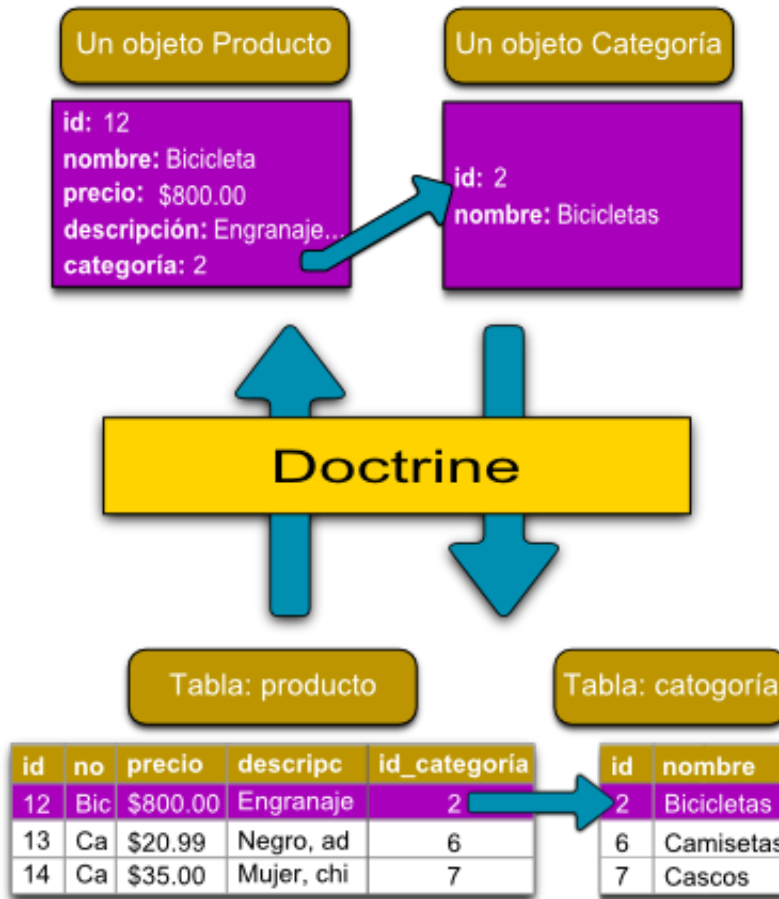 Un objeto Producto
Un objeto Categoría
id: 12
nombre: Bicicleta
precio: $800.00
descripción: Engranaje...
categoría: 2
id: 2
nombre: Bicicletas
Doctrine
Tabla: producto
Tabla: catogoría
id no precio descripc id_categoría
12 Bic $800.00 Engranaje 2
13 Ca $20.99 Negro, ad 6
14 Ca $35.00 Mujer, chi 7
id nombre
2 Bicicletas
6 Camisetas
7 Cascos